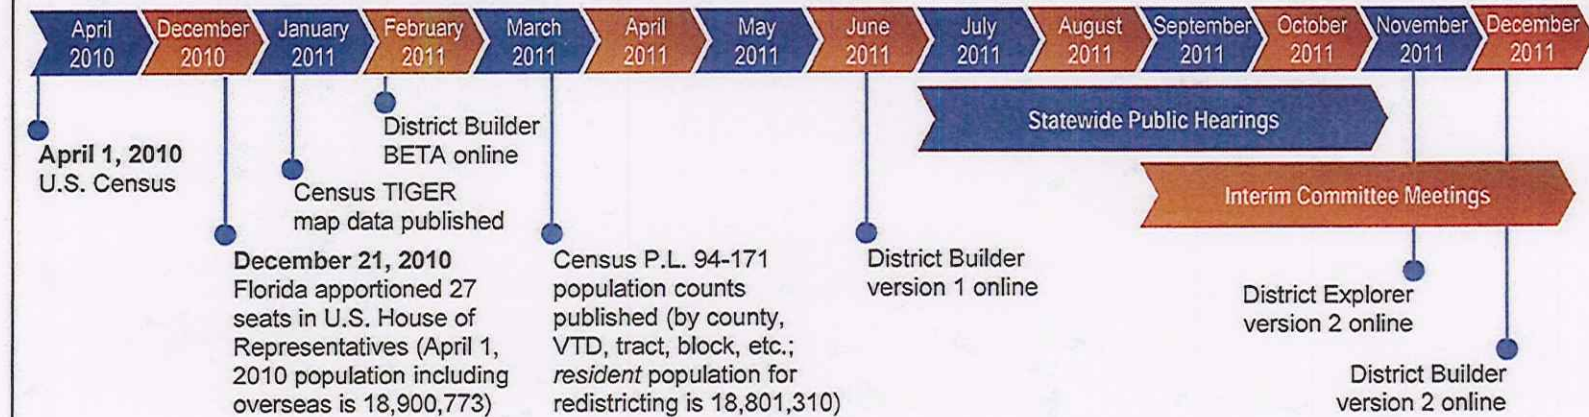 April 2010
December 2010
January 2011
February 2011
March 2011
April 2011
May 2011
June 2011
July 2011
August 2011
September 2011
October 2011
November 2011
December 2011
Statewide Public Hearings
Interim Committee Meetings
April 1, 2010
U.S. Census
December 21, 2010
Florida apportioned 27
seats in U.S. House of
Representatives (April 1,
2010 population including
overseas is 18,900,773)
Census TIGER
map data published
District Builder
BETA online
Census P.L. 94-171
population counts
published (by county,
VTD, tract, block, etc.;
resident population for
redistricting is 18,801,310)
District Builder
version 1 online
District Explorer
version 2 online
District Builder
version 2 online